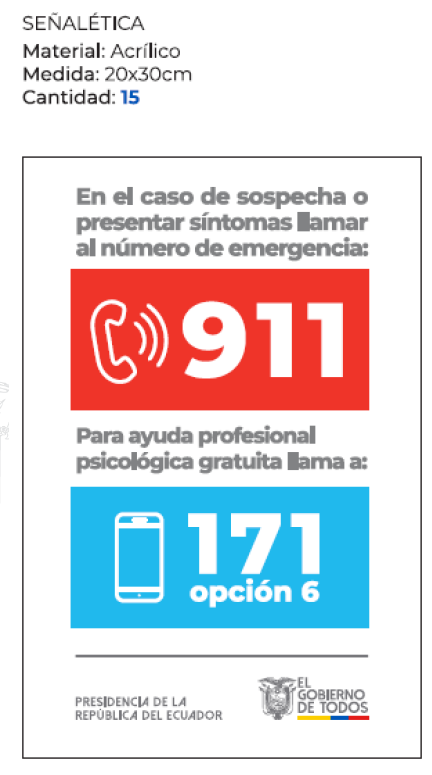 SEÑALÉTICA
Material: Acrílico
Medida: 20x30cm
Cantidad: 15
En el caso de sospecha o
presentar síntomas llamar
al número de emergencia:
911
Para ayuda profesional
psicológica gratuita llama a:
171
opción 6
PRESIDENCIA DE LA
REPÚBLICA DEL ECUADOR
EL
GOBIERNO
DE TODOS